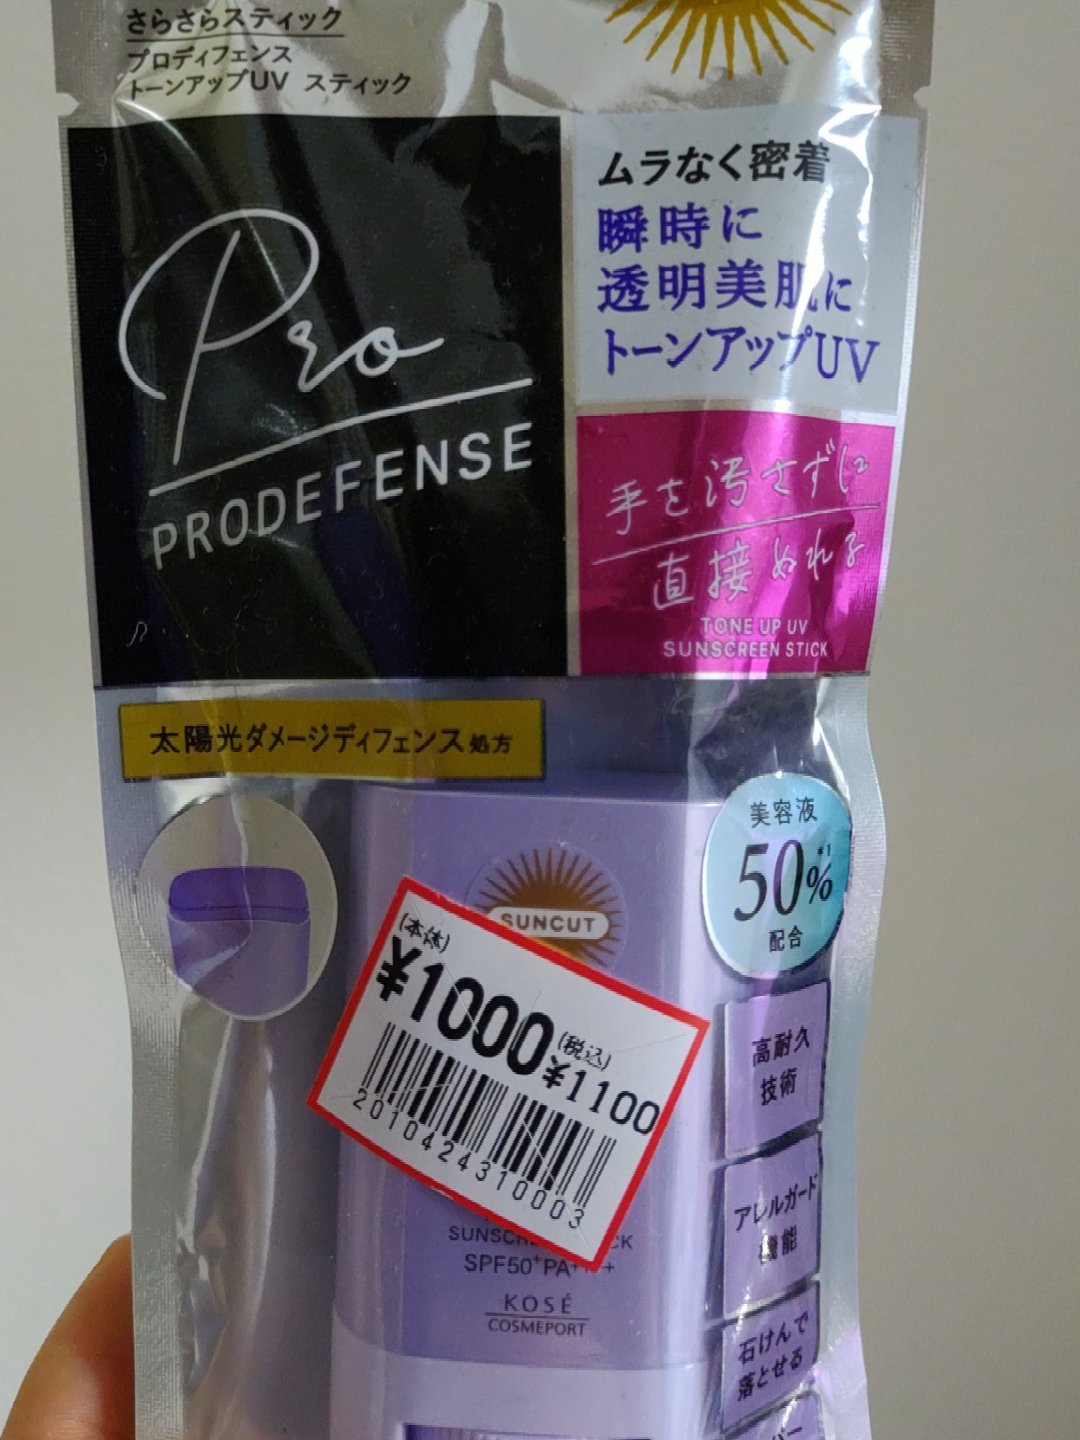 さらさらスティック
プロディフェンス
トーンアップUV スティック
ムラなく密着
瞬時に
透明美肌に
トーンアップUV
Pro
PRODEFENSE
手を汚さずに
直接ぬれる
TONE UP UV
SUNSCREEN STICK
太陽光ダメージディフェンス処方
美容液
50%*1
配合
SUNCUT
(本体)
¥1000
(税込)
¥1100
2010424310003
高耐久
技術
アレルガード
機能
石けんで
落とせる
SPF50+PA+
KOSÉ
COSMEPORT